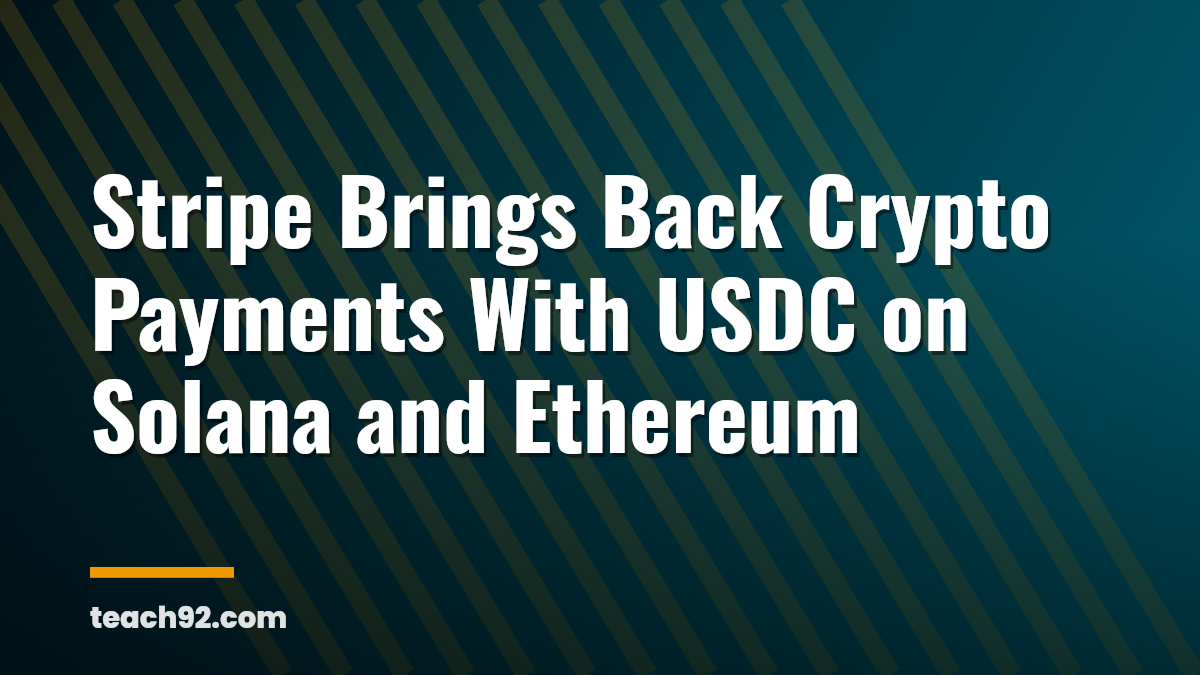 Stripe Brings Back Crypto
Payments With USDC on
Solana and Ethereum
teach92.com